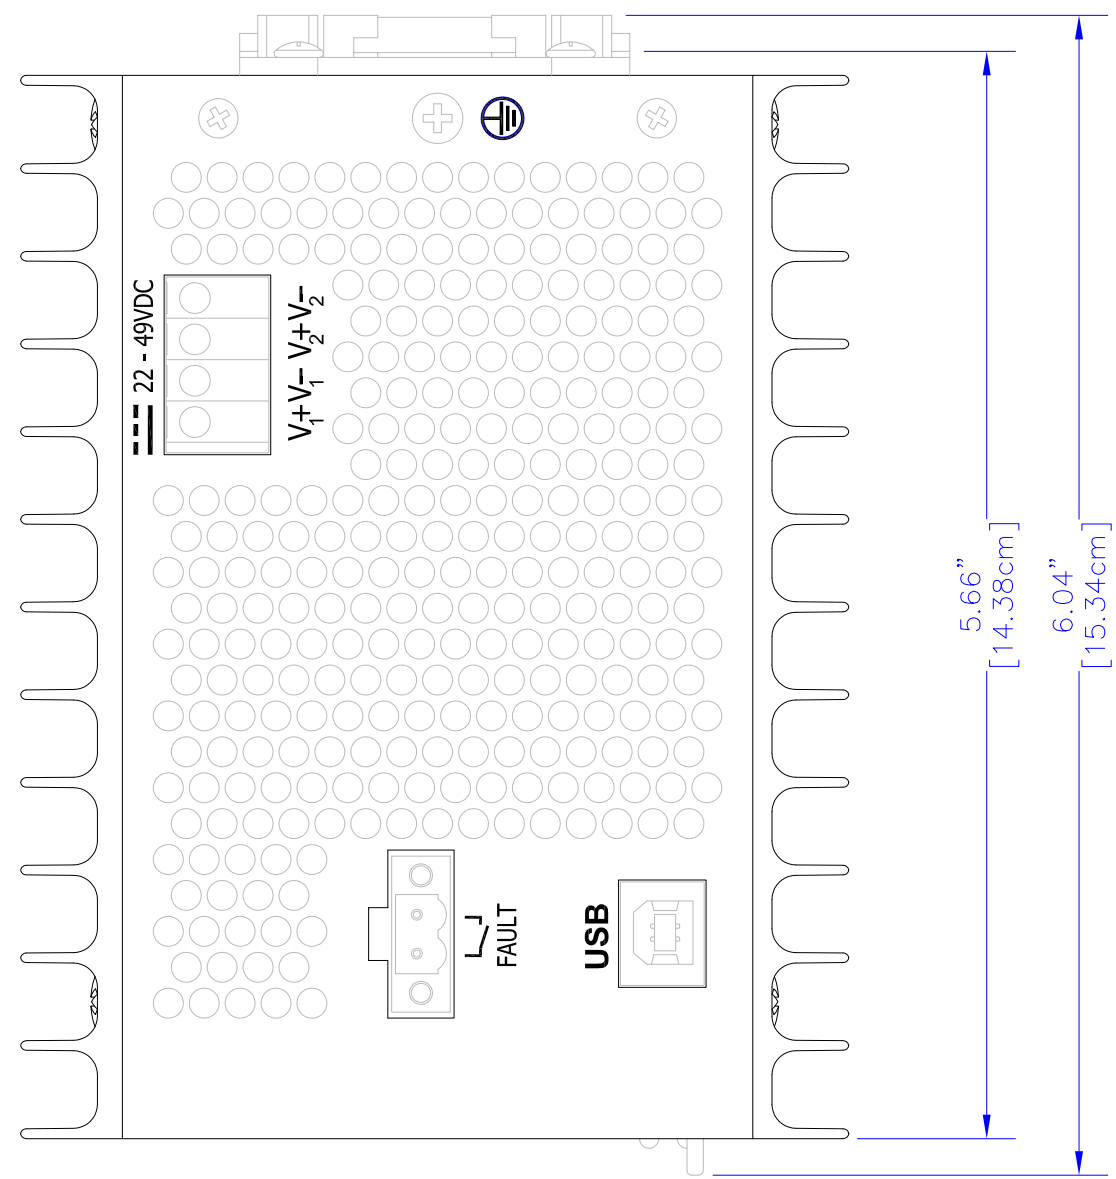 22 - 49VDC
V1+V1- V2+V2-
FAULT
USB
5.66”
[14.38cm]
6.04”
[15.34cm]